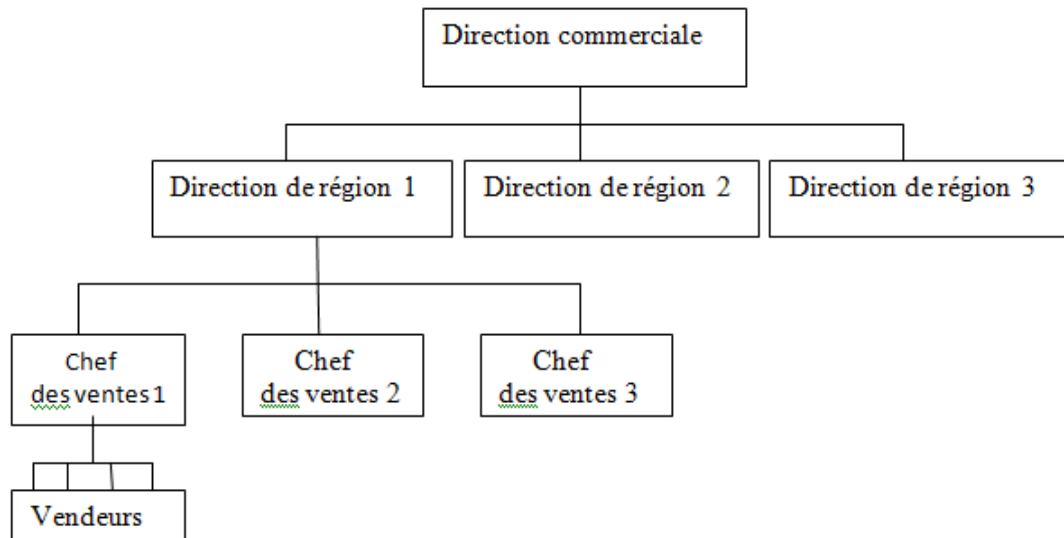 Direction commerciale
Direction de région 1
Direction de région 2
Direction de région 3
Chef
des ventes 1
Chef
des ventes 2
Chef
des ventes 3
Vendeurs